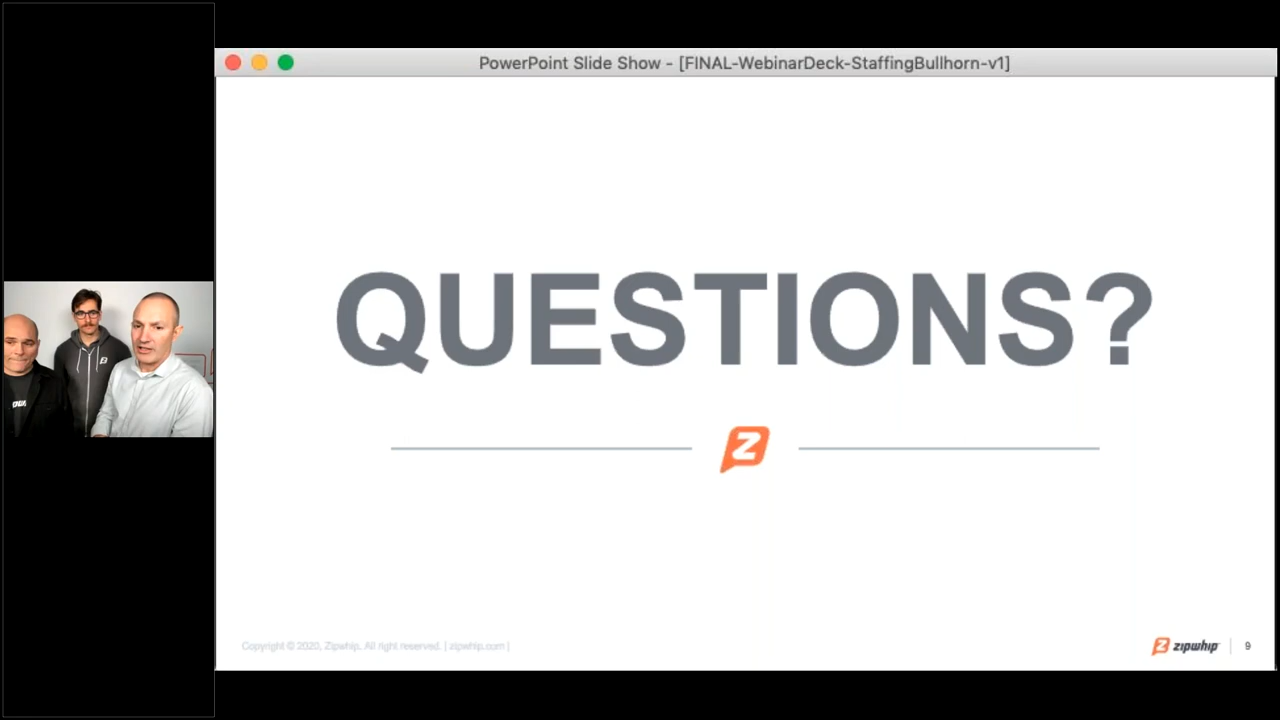 PowerPoint Slide Show - [FINAL-WebinarDeck-StaffingBullhorn-v1]
QUESTIONS?
Z
Copyright © 2020, Zipwhip. All right reserved. | zipwhip.com |
Z zipwhip | 9